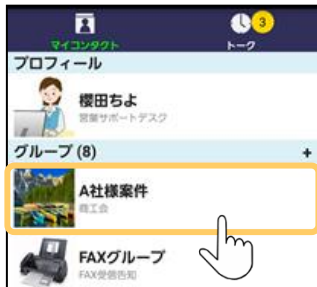 3
マイコンタクト
トーク
プロフィール
櫻田ちよ
営業サポートデスク
グループ (8)
+
A社様案件
商工会
FAXグループ
FAX受信告知